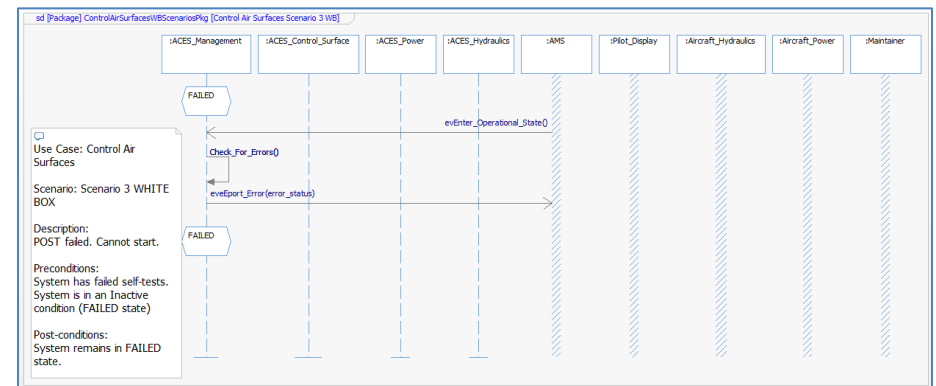 sd [Package] ControlAirSurfacesWBScenariosPkg [Control Air Surfaces Scenario 3 WB]
:ACES_Management :ACES_Control_Surface :ACES_Power :ACES_Hydraulics :AMS :Pilot_Display :Aircraft_Hydraulics :Aircraft_Power :Maintainer
FAILED
evEnter_Operational_State()
Check_For_Errors()
eveEport_Error(error_status)
FAILED
Use Case: Control Air
Surfaces
Scenario: Scenario 3 WHITE
BOX
Description:
POST failed. Cannot start.
Preconditions:
System has failed self-tests.
System is in an Inactive
condition (FAILED state)
Post-conditions:
System remains in FAILED
state.